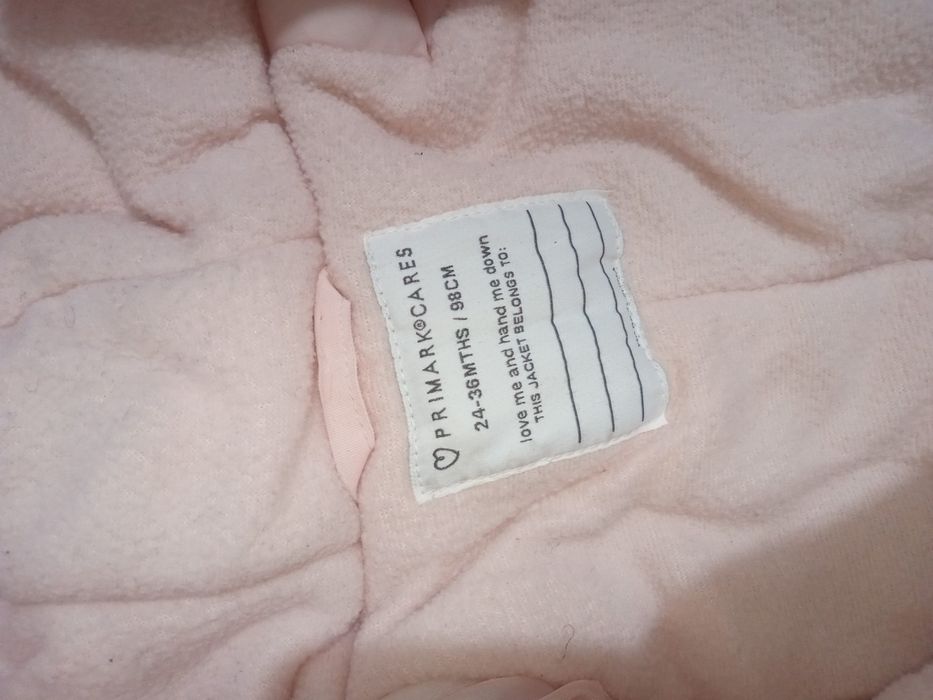 PRIMARK®CARES
24-36MTHS / 98CM
love me and hand me down
THIS JACKET BELONGS TO: